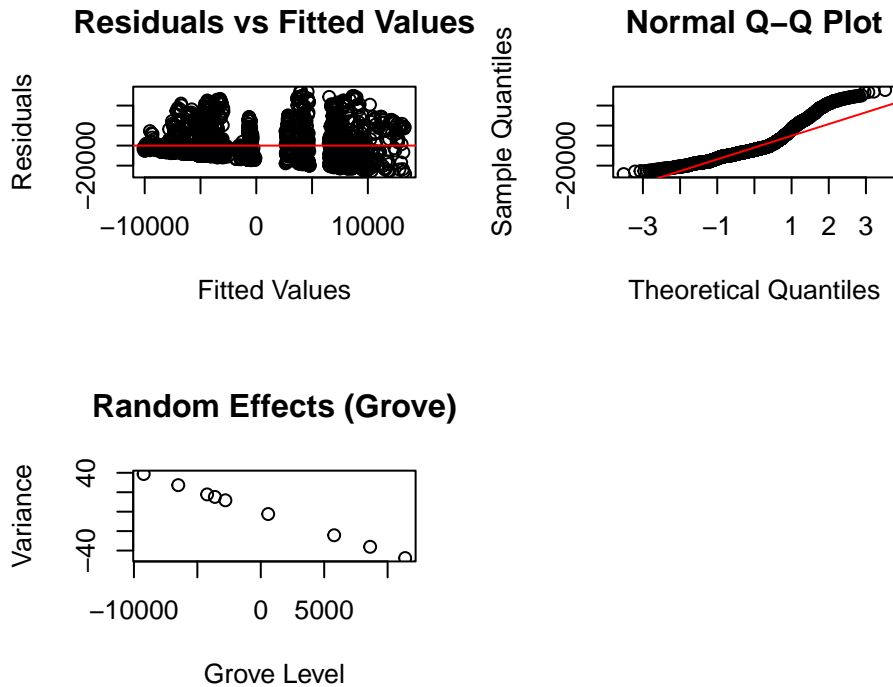 Residuals vs Fitted Values
Residuals
−20000
−10000 0 10000
Fitted Values
Normal Q−Q Plot
Sample Quantiles
−20000
−3 −1 1 2 3
Theoretical Quantiles
Random Effects (Grove)
Variance
−40 40
−10000 0 5000
Grove Level